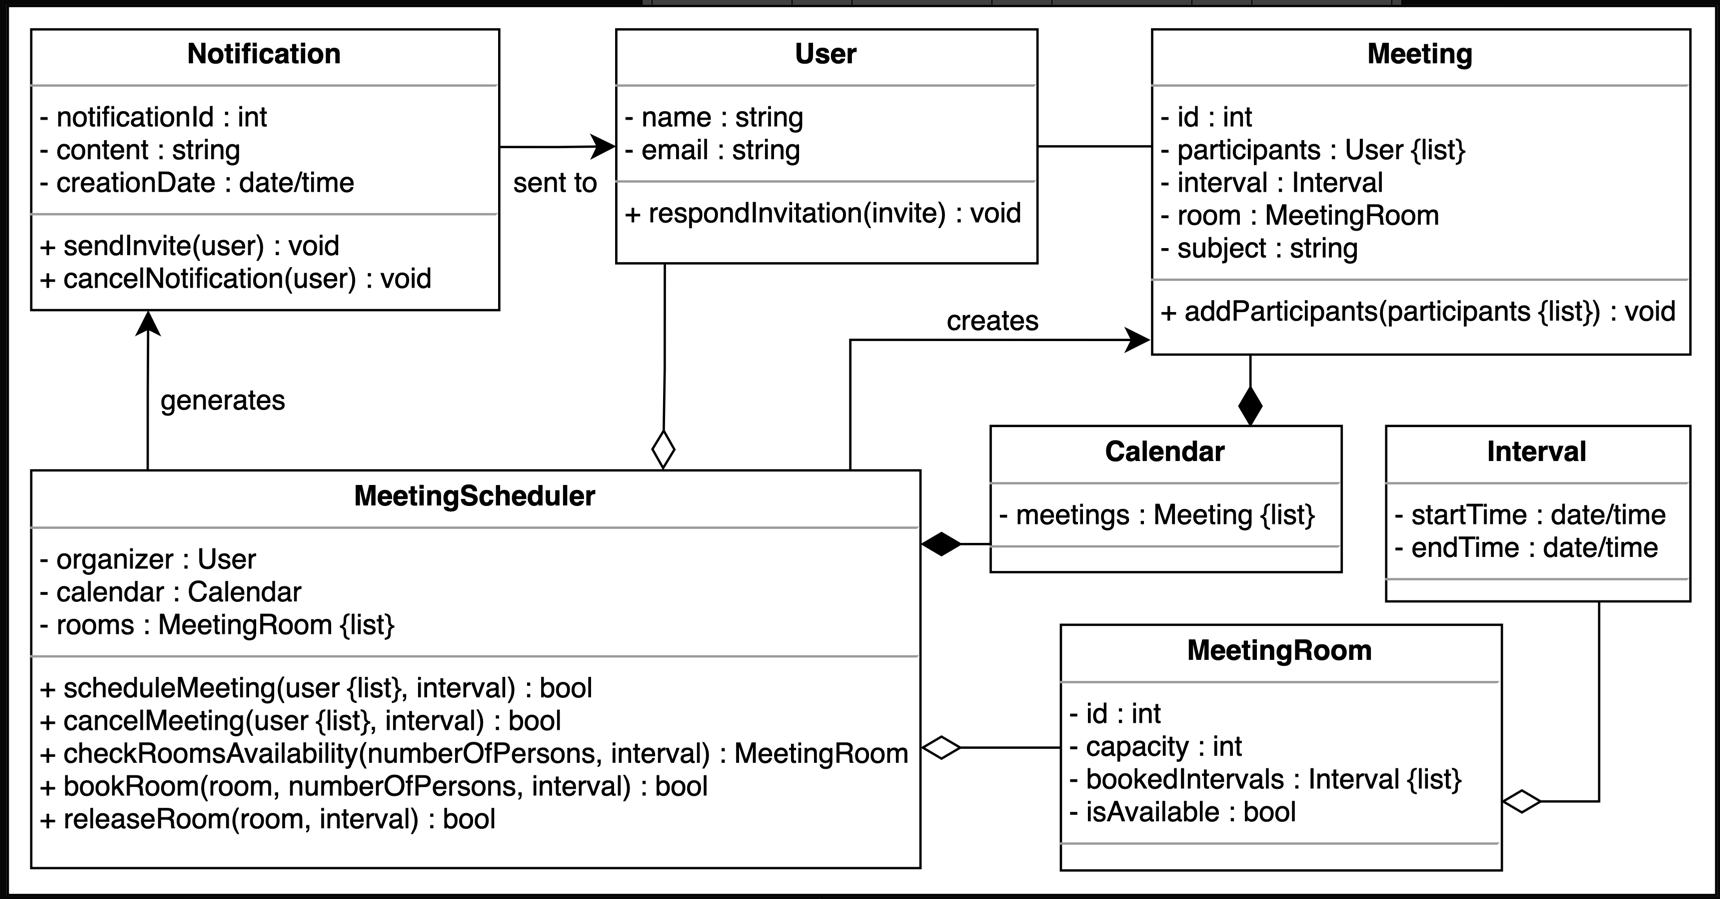 Notification
- notificationId : int
- content : string
- creationDate : date/time
+ sendInvite(user) : void
+ cancelNotification(user) : void
sent to
User
- name : string
- email : string
+ respondInvitation(invite) : void
Meeting
- id : int
- participants : User {list}
- interval : Interval
- room : MeetingRoom
- subject : string
+ addParticipants(participants {list}) : void
generates
creates
MeetingScheduler
- organizer : User
- calendar : Calendar
- rooms : MeetingRoom {list}
+ scheduleMeeting(user {list}, interval) : bool
+ cancelMeeting(user {list}, interval) : bool
+ checkRoomsAvailability(numberOfPersons, interval) : MeetingRoom
+ bookRoom(room, numberOfPersons, interval) : bool
+ releaseRoom(room, interval) : bool
Calendar
- meetings : Meeting {list}
Interval
- startTime : date/time
- endTime : date/time
MeetingRoom
- id : int
- capacity : int
- bookedIntervals : Interval {list}
- isAvailable : bool